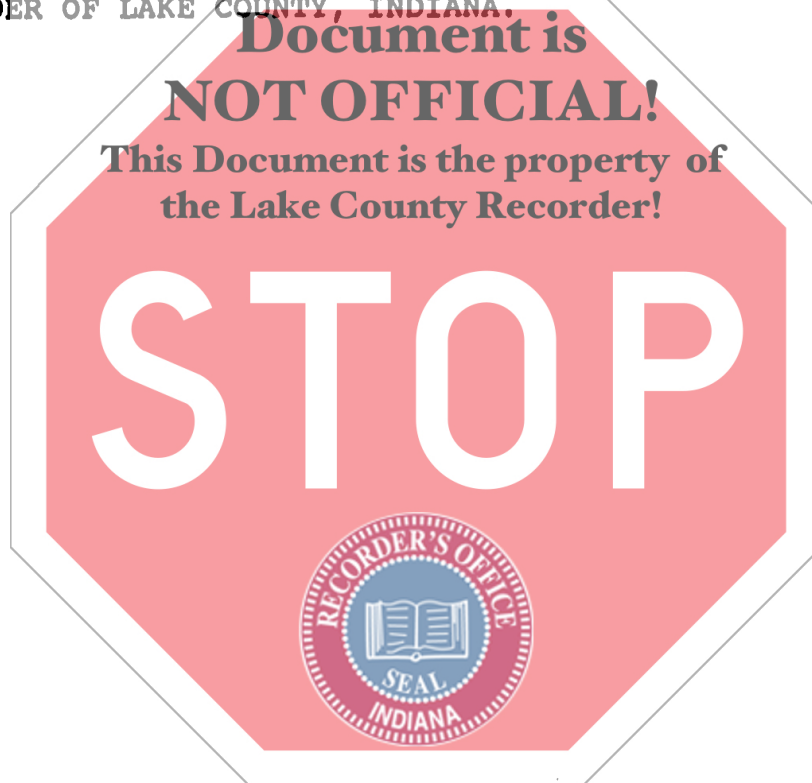 DER OF LAKE COUNTY, INDIANA.
Document is
NOT OFFICIAL!
This Document is the property of
the Lake County Recorder!
STOP
RECORDER'S OFFICE
SEAL
INDIANA